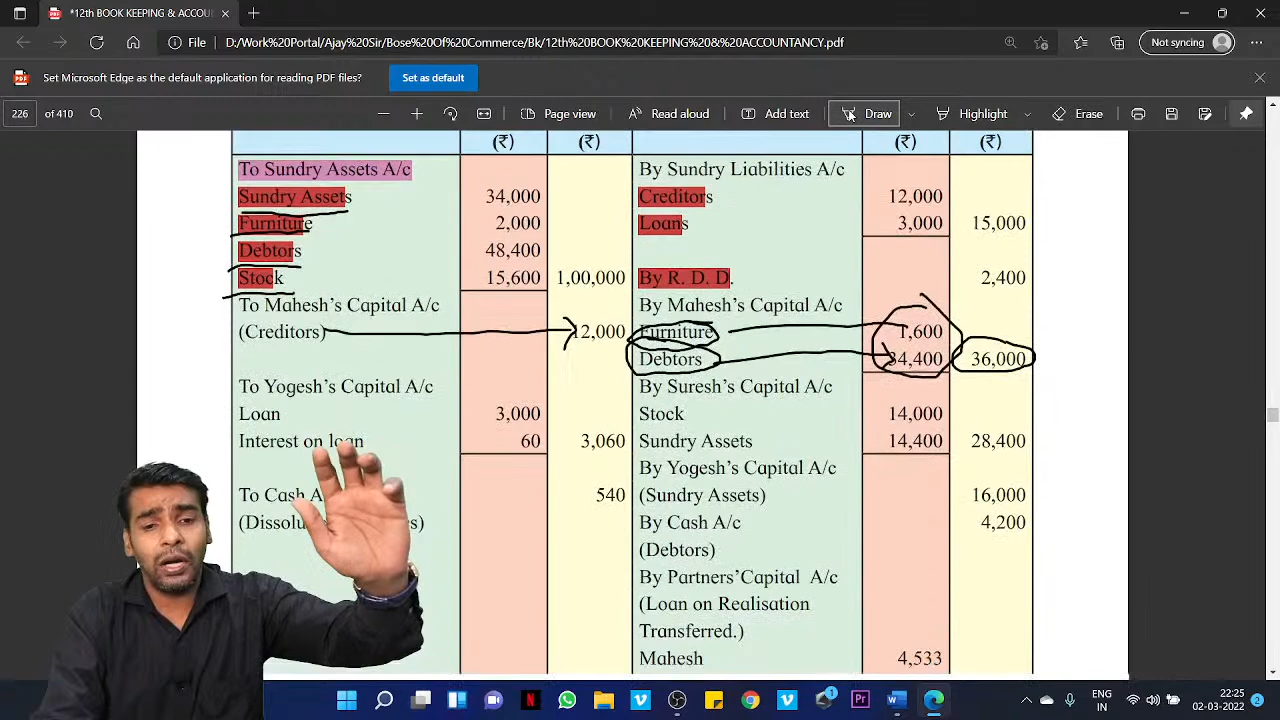 *12th BOOK KEEPING & ACCOU
File D:/Work%20Portal/Ajay%20Sir/Bose%20Of%20Commerce/Bk/12th%20BOOK%20KEEPING%20&%20ACCOUNTANCY.pdf Not syncing
Set Microsoft Edge as the default application for reading PDF files? Set as default
226 of 410 Page view Read aloud Add text Draw Highlight Erase
(₹) (₹) (₹) (₹)
To Sundry Assets A/c By Sundry Liabilities A/c
Sundry Assets 34,000 Creditors 12,000
Furniture 2,000 Loans 3,000 15,000
Debtors 48,400
Stock 15,600 1,00,000 By R. D. D. 2,400
To Mahesh's Capital A/c By Mahesh's Capital A/c
(Creditors) 12,000 Furniture 1,600
Debtors 34,400 36,000
To Yogesh's Capital A/c By Suresh's Capital A/c
Loan 3,000 Stock 14,000
Interest on loan 60 3,060 Sundry Assets 14,400 28,400
By Yogesh's Capital A/c
To Cash 540 (Sundry Assets) 16,000
By Cash A/c 4,200
(Debtors)
By Partners'Capital A/c
(Loan on Realisation
Transferred.)
Mahesh 4,533
ENG
IN
22:25
02-03-2022